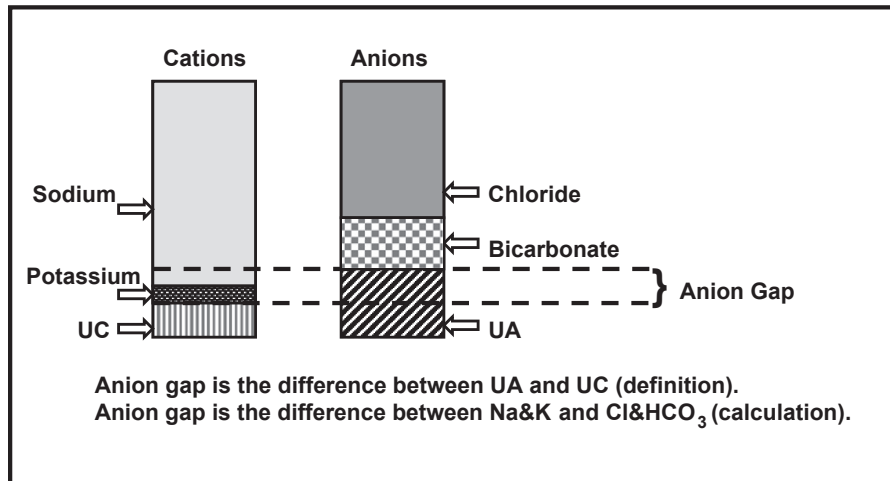 Cations Anions
Sodium
Chloride
Bicarbonate
Potassium
Anion Gap
UC
UA
Anion gap is the difference between UA and UC (definition).
Anion gap is the difference between Na&K and Cl&HCO3 (calculation).